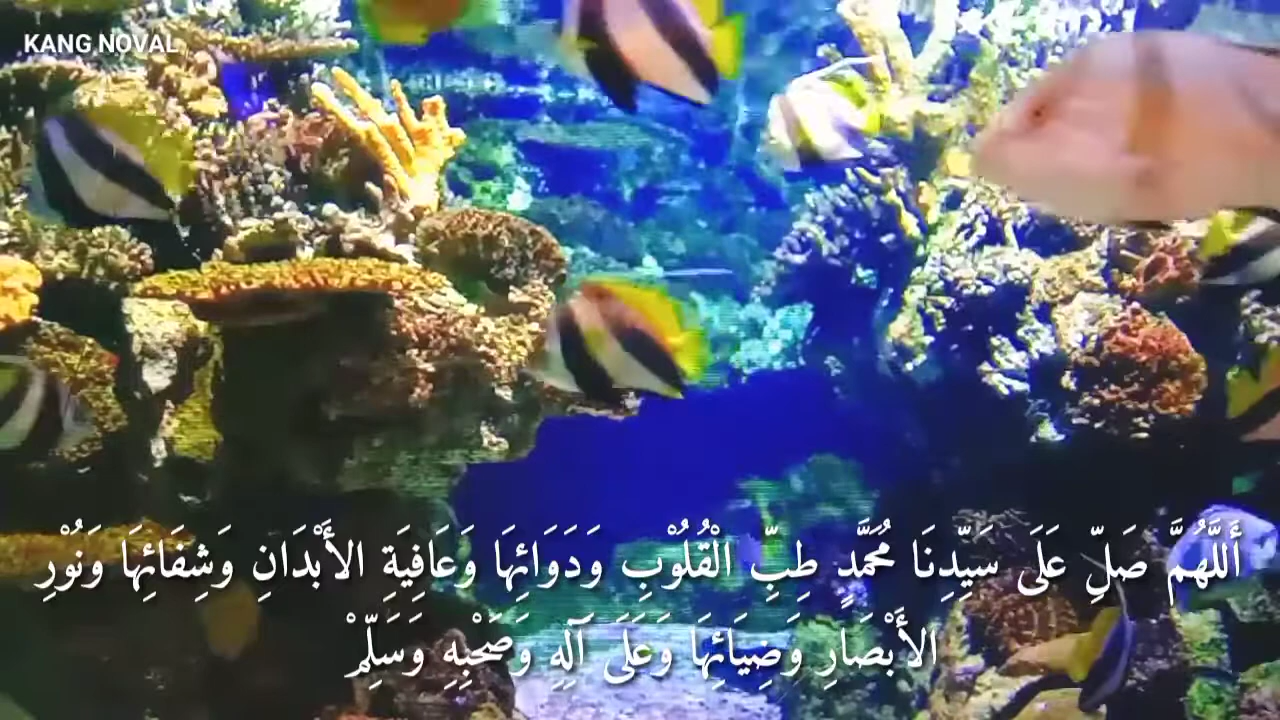 KANG NOVAL
أَللَّهُمَّ صَلِّ عَلَى سَيِّدِنَا مُحَمَّدٍ طِبِّ الْقُلُوْبِ وَدَوَائِهَا وَعَافِيَةِ الأَبْدَانِ وَشِفَائِهَا وَنُوْرِ
الأَبْصَارِ وَضِيَائِهَا وَعَلَى آلِهِ وَصَحْبِهِ وَسَلِّمْ